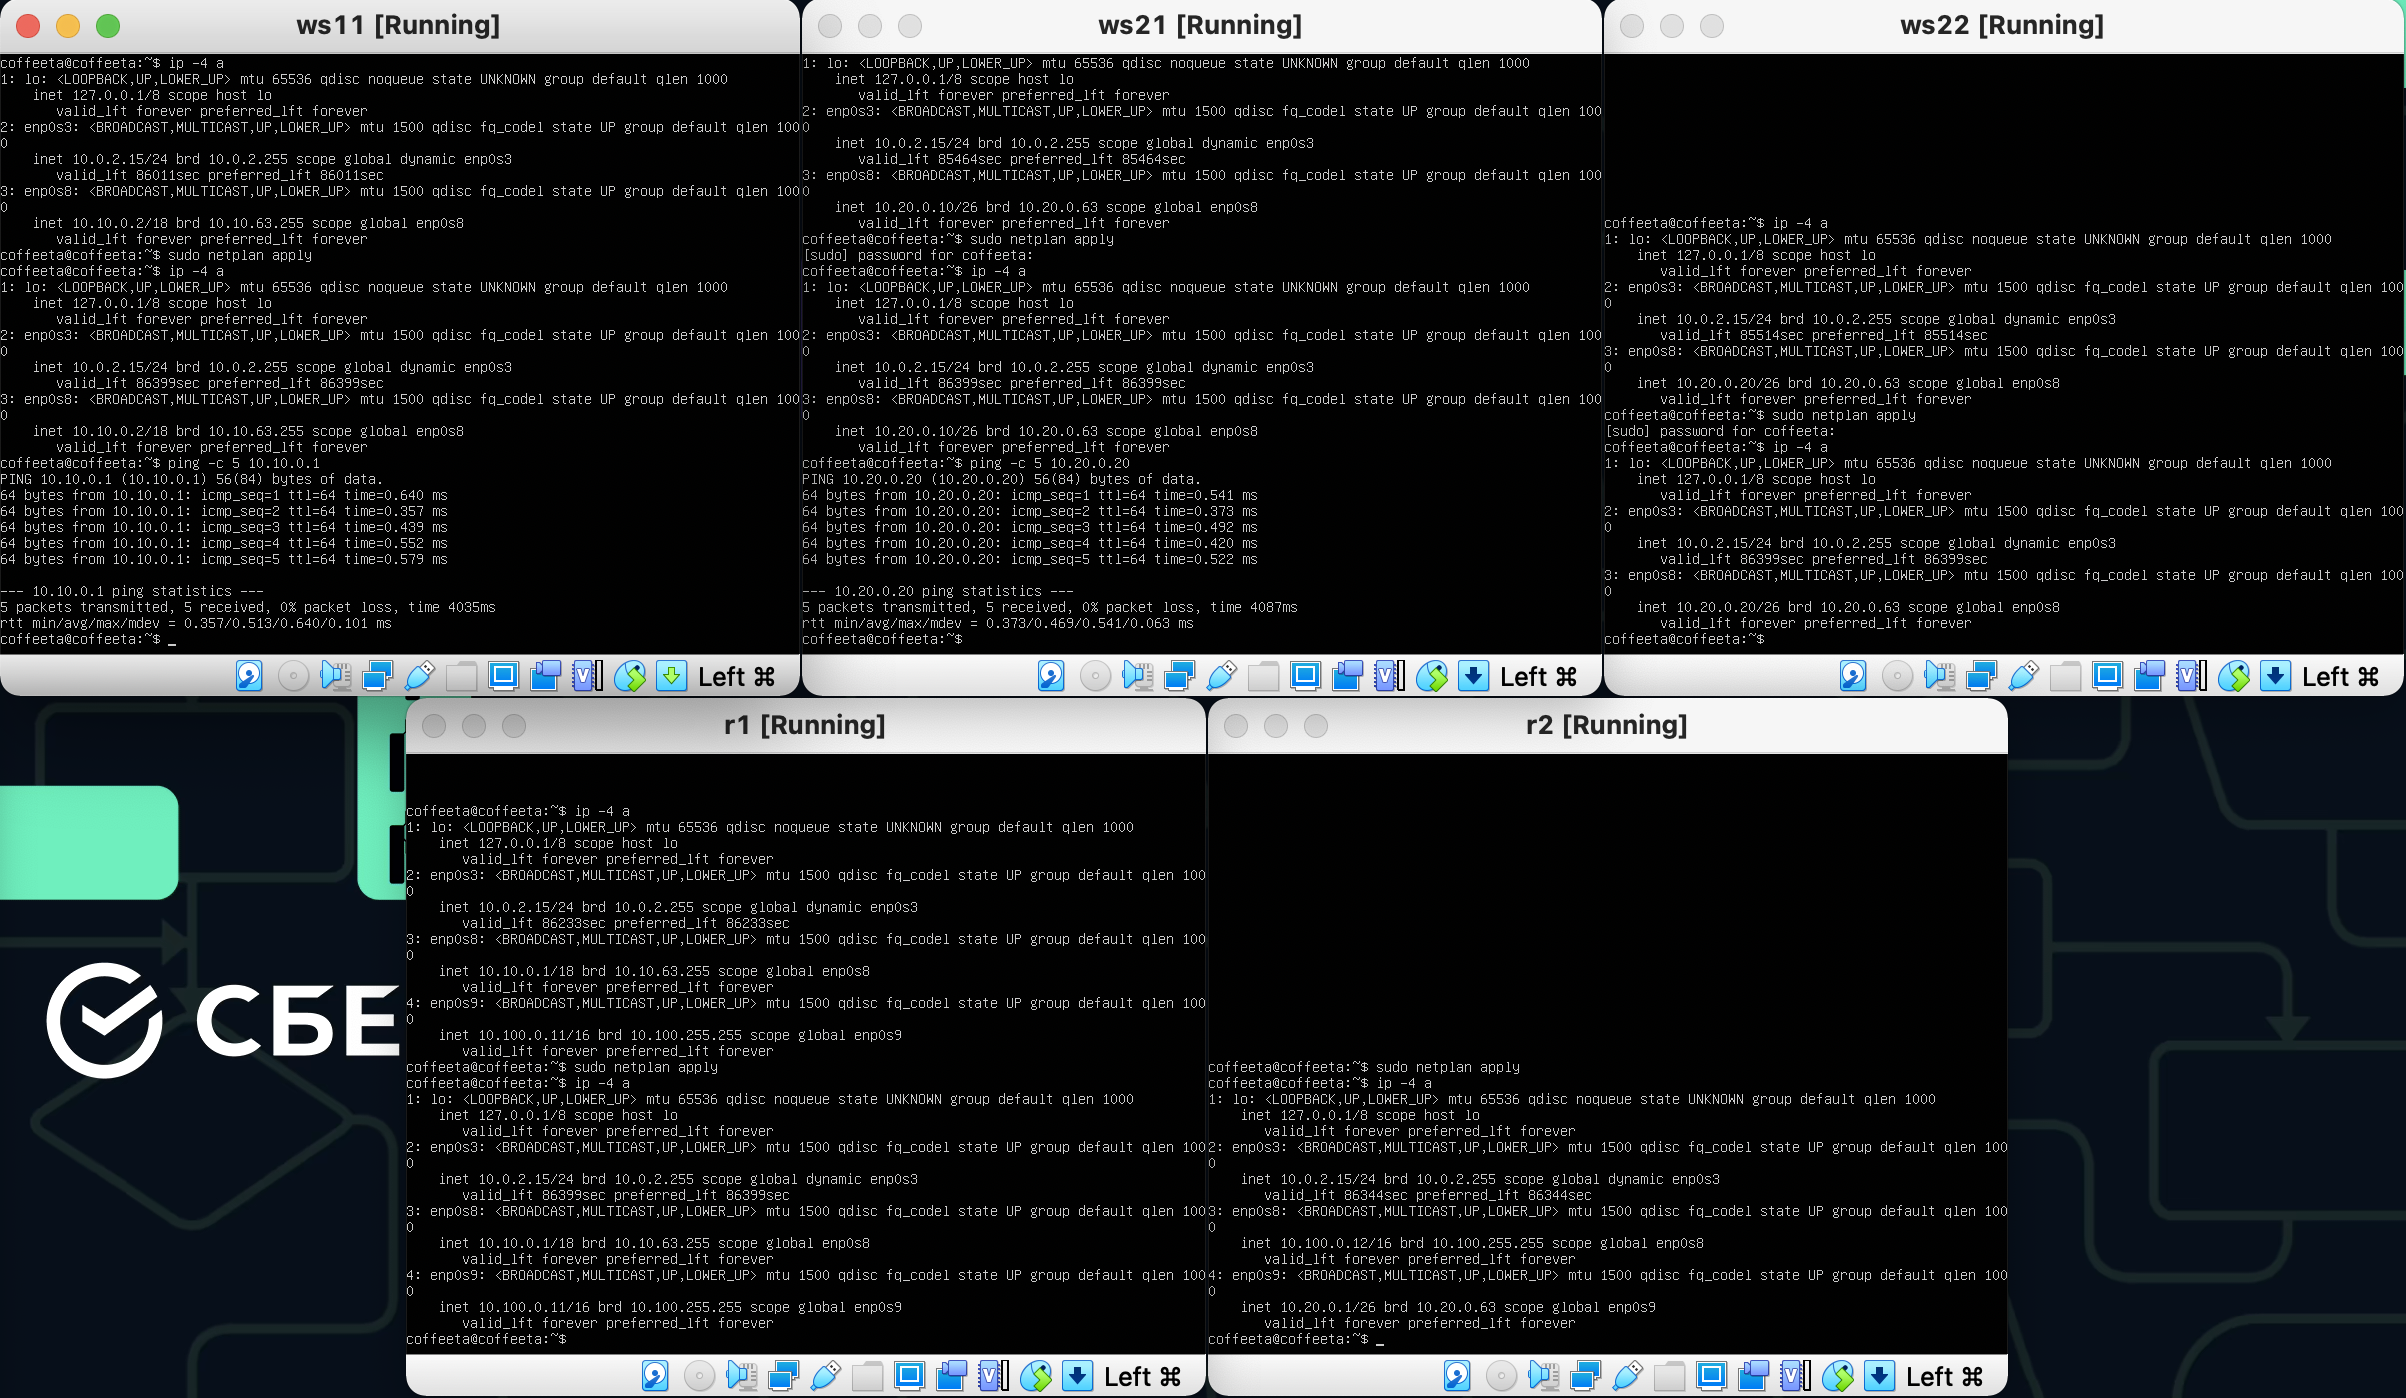 ws11 [Running]
coffeeta@coffeeta:~$ ip -4 a
1: lo: <LOOPBACK,UP,LOWER_UP> mtu 65536 qdisc noqueue state UNKNOWN group default qlen 1000
inet 127.0.0.1/8 scope host lo
valid_lft forever preferred_lft forever
2: enp0s3: <BROADCAST,MULTICAST,UP,LOWER_UP> mtu 1500 qdisc fq_codel state UP group default qlen 100
0
inet 10.0.2.15/24 brd 10.0.2.255 scope global dynamic enp0s3
valid_lft 86011sec preferred_lft 86011sec
3: enp0s8: <BROADCAST,MULTICAST,UP,LOWER_UP> mtu 1500 qdisc fq_codel state UP group default qlen 100
0
inet 10.10.0.2/18 brd 10.10.63.255 scope global enp0s8
valid_lft forever preferred_lft forever
coffeeta@coffeeta:~$ sudo netplan apply
coffeeta@coffeeta:~$ ip -4 a
1: lo: <LOOPBACK,UP,LOWER_UP> mtu 65536 qdisc noqueue state UNKNOWN group default qlen 1000
inet 127.0.0.1/8 scope host lo
valid_lft forever preferred_lft forever
2: enp0s3: <BROADCAST,MULTICAST,UP,LOWER_UP> mtu 1500 qdisc fq_codel state UP group default qlen 100
0
inet 10.0.2.15/24 brd 10.0.2.255 scope global dynamic enp0s3
valid_lft 86399sec preferred_lft 86399sec
3: enp0s8: <BROADCAST,MULTICAST,UP,LOWER_UP> mtu 1500 qdisc fq_codel state UP group default qlen 100
0
inet 10.10.0.2/18 brd 10.10.63.255 scope global enp0s8
valid_lft forever preferred_lft forever
coffeeta@coffeeta:~$ ping -c 5 10.10.0.1
PING 10.10.0.1 (10.10.0.1) 56(84) bytes of data.
64 bytes from 10.10.0.1: icmp_seq=1 ttl=64 time=0.640 ms
64 bytes from 10.10.0.1: icmp_seq=2 ttl=64 time=0.357 ms
64 bytes from 10.10.0.1: icmp_seq=3 ttl=64 time=0.439 ms
64 bytes from 10.10.0.1: icmp_seq=4 ttl=64 time=0.552 ms
64 bytes from 10.10.0.1: icmp_seq=5 ttl=64 time=0.579 ms
--- 10.10.0.1 ping statistics ---
5 packets transmitted, 5 received, 0% packet loss, time 4035ms
rtt min/avg/max/mdev = 0.357/0.513/0.640/0.101 ms
coffeeta@coffeeta:~$ _
Left ⌘
ws21 [Running]
1: lo: <LOOPBACK,UP,LOWER_UP> mtu 65536 qdisc noqueue state UNKNOWN group default qlen 1000
inet 127.0.0.1/8 scope host lo
valid_lft forever preferred_lft forever
2: enp0s3: <BROADCAST,MULTICAST,UP,LOWER_UP> mtu 1500 qdisc fq_codel state UP group default qlen 100
0
inet 10.0.2.15/24 brd 10.0.2.255 scope global dynamic enp0s3
valid_lft 85464sec preferred_lft 85464sec
3: enp0s8: <BROADCAST,MULTICAST,UP,LOWER_UP> mtu 1500 qdisc fq_codel state UP group default qlen 100
0
inet 10.20.0.10/26 brd 10.20.0.63 scope global enp0s8
valid_lft forever preferred_lft forever
coffeeta@coffeeta:~$ sudo netplan apply
[sudo] password for coffeeta:
coffeeta@coffeeta:~$ ip -4 a
1: lo: <LOOPBACK,UP,LOWER_UP> mtu 65536 qdisc noqueue state UNKNOWN group default qlen 1000
inet 127.0.0.1/8 scope host lo
valid_lft forever preferred_lft forever
2: enp0s3: <BROADCAST,MULTICAST,UP,LOWER_UP> mtu 1500 qdisc fq_codel state UP group default qlen 100
0
inet 10.0.2.15/24 brd 10.0.2.255 scope global dynamic enp0s3
valid_lft 86399sec preferred_lft 86399sec
3: enp0s8: <BROADCAST,MULTICAST,UP,LOWER_UP> mtu 1500 qdisc fq_codel state UP group default qlen 100
0
inet 10.20.0.10/26 brd 10.20.0.63 scope global enp0s8
valid_lft forever preferred_lft forever
coffeeta@coffeeta:~$ ping -c 5 10.20.0.20
PING 10.20.0.20 (10.20.0.20) 56(84) bytes of data.
64 bytes from 10.20.0.20: icmp_seq=1 ttl=64 time=0.541 ms
64 bytes from 10.20.0.20: icmp_seq=2 ttl=64 time=0.373 ms
64 bytes from 10.20.0.20: icmp_seq=3 ttl=64 time=0.492 ms
64 bytes from 10.20.0.20: icmp_seq=4 ttl=64 time=0.420 ms
64 bytes from 10.20.0.20: icmp_seq=5 ttl=64 time=0.522 ms
--- 10.20.0.20 ping statistics ---
5 packets transmitted, 5 received, 0% packet loss, time 4087ms
rtt min/avg/max/mdev = 0.373/0.469/0.541/0.063 ms
coffeeta@coffeeta:~$
Left ⌘
ws22 [Running]
coffeeta@coffeeta:~$ ip -4 a
1: lo: <LOOPBACK,UP,LOWER_UP> mtu 65536 qdisc noqueue state UNKNOWN group default qlen 1000
inet 127.0.0.1/8 scope host lo
valid_lft forever preferred_lft forever
2: enp0s3: <BROADCAST,MULTICAST,UP,LOWER_UP> mtu 1500 qdisc fq_codel state UP group default qlen 100
0
inet 10.0.2.15/24 brd 10.0.2.255 scope global dynamic enp0s3
valid_lft 85514sec preferred_lft 85514sec
3: enp0s8: <BROADCAST,MULTICAST,UP,LOWER_UP> mtu 1500 qdisc fq_codel state UP group default qlen 100
0
inet 10.20.0.20/26 brd 10.20.0.63 scope global enp0s8
valid_lft forever preferred_lft forever
coffeeta@coffeeta:~$ sudo netplan apply
[sudo] password for coffeeta:
coffeeta@coffeeta:~$ ip -4 a
1: lo: <LOOPBACK,UP,LOWER_UP> mtu 65536 qdisc noqueue state UNKNOWN group default qlen 1000
inet 127.0.0.1/8 scope host lo
valid_lft forever preferred_lft forever
2: enp0s3: <BROADCAST,MULTICAST,UP,LOWER_UP> mtu 1500 qdisc fq_codel state UP group default qlen 100
0
inet 10.0.2.15/24 brd 10.0.2.255 scope global dynamic enp0s3
valid_lft 86399sec preferred_lft 86399sec
3: enp0s8: <BROADCAST,MULTICAST,UP,LOWER_UP> mtu 1500 qdisc fq_codel state UP group default qlen 100
0
inet 10.20.0.20/26 brd 10.20.0.63 scope global enp0s8
valid_lft forever preferred_lft forever
coffeeta@coffeeta:~$
Left ⌘
СБЕ
r1 [Running]
coffeeta@coffeeta:~$ ip -4 a
1: lo: <LOOPBACK,UP,LOWER_UP> mtu 65536 qdisc noqueue state UNKNOWN group default qlen 1000
inet 127.0.0.1/8 scope host lo
valid_lft forever preferred_lft forever
2: enp0s3: <BROADCAST,MULTICAST,UP,LOWER_UP> mtu 1500 qdisc fq_codel state UP group default qlen 100
0
inet 10.0.2.15/24 brd 10.0.2.255 scope global dynamic enp0s3
valid_lft 86233sec preferred_lft 86233sec
3: enp0s8: <BROADCAST,MULTICAST,UP,LOWER_UP> mtu 1500 qdisc fq_codel state UP group default qlen 100
0
inet 10.10.0.1/18 brd 10.10.63.255 scope global enp0s8
valid_lft forever preferred_lft forever
4: enp0s9: <BROADCAST,MULTICAST,UP,LOWER_UP> mtu 1500 qdisc fq_codel state UP group default qlen 100
0
inet 10.100.0.11/16 brd 10.100.255.255 scope global enp0s9
valid_lft forever preferred_lft forever
coffeeta@coffeeta:~$ sudo netplan apply
coffeeta@coffeeta:~$ ip -4 a
1: lo: <LOOPBACK,UP,LOWER_UP> mtu 65536 qdisc noqueue state UNKNOWN group default qlen 1000
inet 127.0.0.1/8 scope host lo
valid_lft forever preferred_lft forever
2: enp0s3: <BROADCAST,MULTICAST,UP,LOWER_UP> mtu 1500 qdisc fq_codel state UP group default qlen 100
0
inet 10.0.2.15/24 brd 10.0.2.255 scope global dynamic enp0s3
valid_lft 86399sec preferred_lft 86399sec
3: enp0s8: <BROADCAST,MULTICAST,UP,LOWER_UP> mtu 1500 qdisc fq_codel state UP group default qlen 100
0
inet 10.10.0.1/18 brd 10.10.63.255 scope global enp0s8
valid_lft forever preferred_lft forever
4: enp0s9: <BROADCAST,MULTICAST,UP,LOWER_UP> mtu 1500 qdisc fq_codel state UP group default qlen 100
0
inet 10.100.0.11/16 brd 10.100.255.255 scope global enp0s9
valid_lft forever preferred_lft forever
coffeeta@coffeeta:~$
Left ⌘
r2 [Running]
coffeeta@coffeeta:~$ sudo netplan apply
coffeeta@coffeeta:~$ ip -4 a
1: lo: <LOOPBACK,UP,LOWER_UP> mtu 65536 qdisc noqueue state UNKNOWN group default qlen 1000
inet 127.0.0.1/8 scope host lo
valid_lft forever preferred_lft forever
2: enp0s3: <BROADCAST,MULTICAST,UP,LOWER_UP> mtu 1500 qdisc fq_codel state UP group default qlen 100
0
inet 10.0.2.15/24 brd 10.0.2.255 scope global dynamic enp0s3
valid_lft 86344sec preferred_lft 86344sec
3: enp0s8: <BROADCAST,MULTICAST,UP,LOWER_UP> mtu 1500 qdisc fq_codel state UP group default qlen 100
0
inet 10.100.0.12/16 brd 10.100.255.255 scope global enp0s8
valid_lft forever preferred_lft forever
4: enp0s9: <BROADCAST,MULTICAST,UP,LOWER_UP> mtu 1500 qdisc fq_codel state UP group default qlen 100
0
inet 10.20.0.1/26 brd 10.20.0.63 scope global enp0s9
valid_lft forever preferred_lft forever
coffeeta@coffeeta:~$ _
Left ⌘